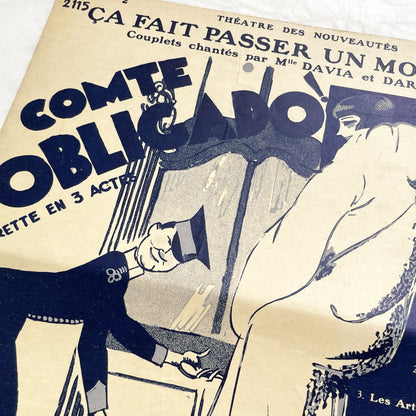 2115
2
THÉÂTRE DES NOUVEAUTÉS
ÇA FAIT PASSER UN MO
Couplets chantés par Mlle DAVIA et DAR
COMTE
OBLIGADO!
RETTE EN 3 ACTES
3. Les Art